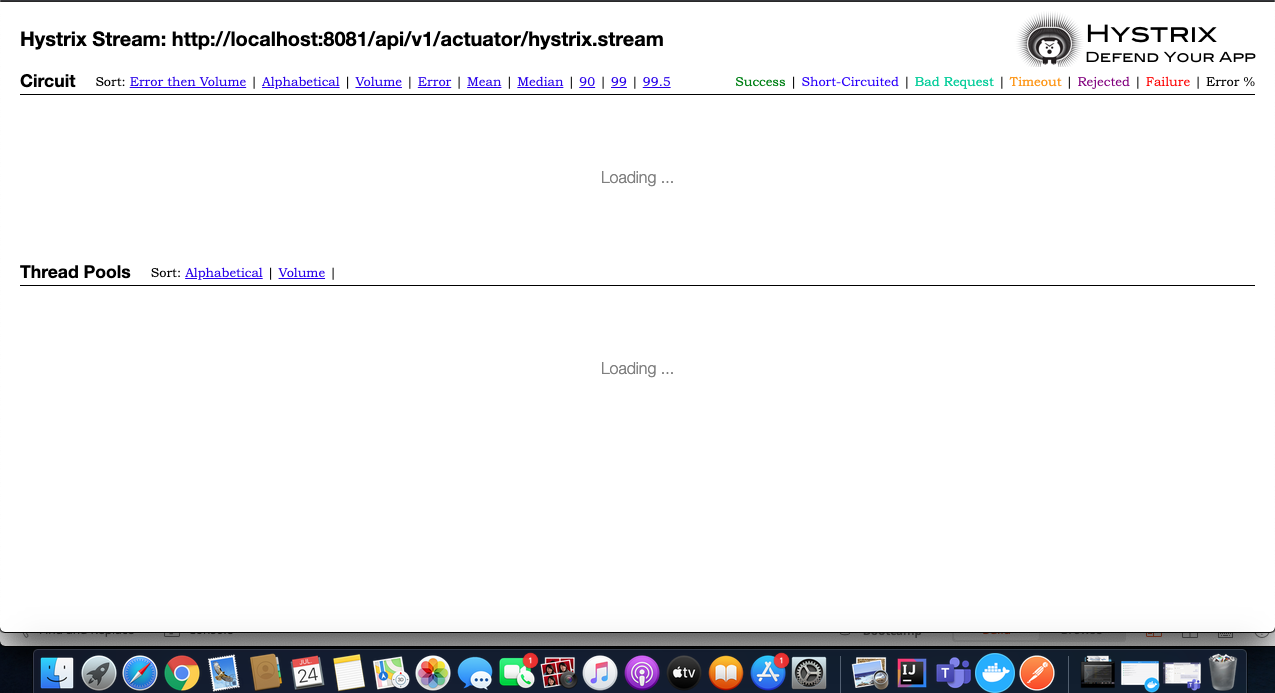 Hystrix Stream: http://localhost:8081/api/v1/actuator/hystrix.stream
HYSTRIX
DEFEND YOUR APP
Circuit Sort: Error then Volume | Alphabetical | Volume | Error | Mean | Median | 90 | 99 | 99.5
Success | Short-Circuited | Bad Request | Timeout | Rejected | Failure | Error %
Loading ...
Thread Pools Sort: Alphabetical | Volume |
Loading ...
JUL
24
1
tv
1
IJ
T